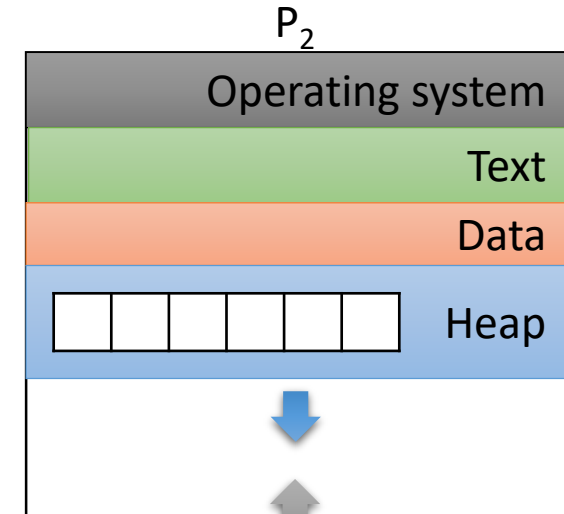 P₂
Operating system
Text
Data
Heap